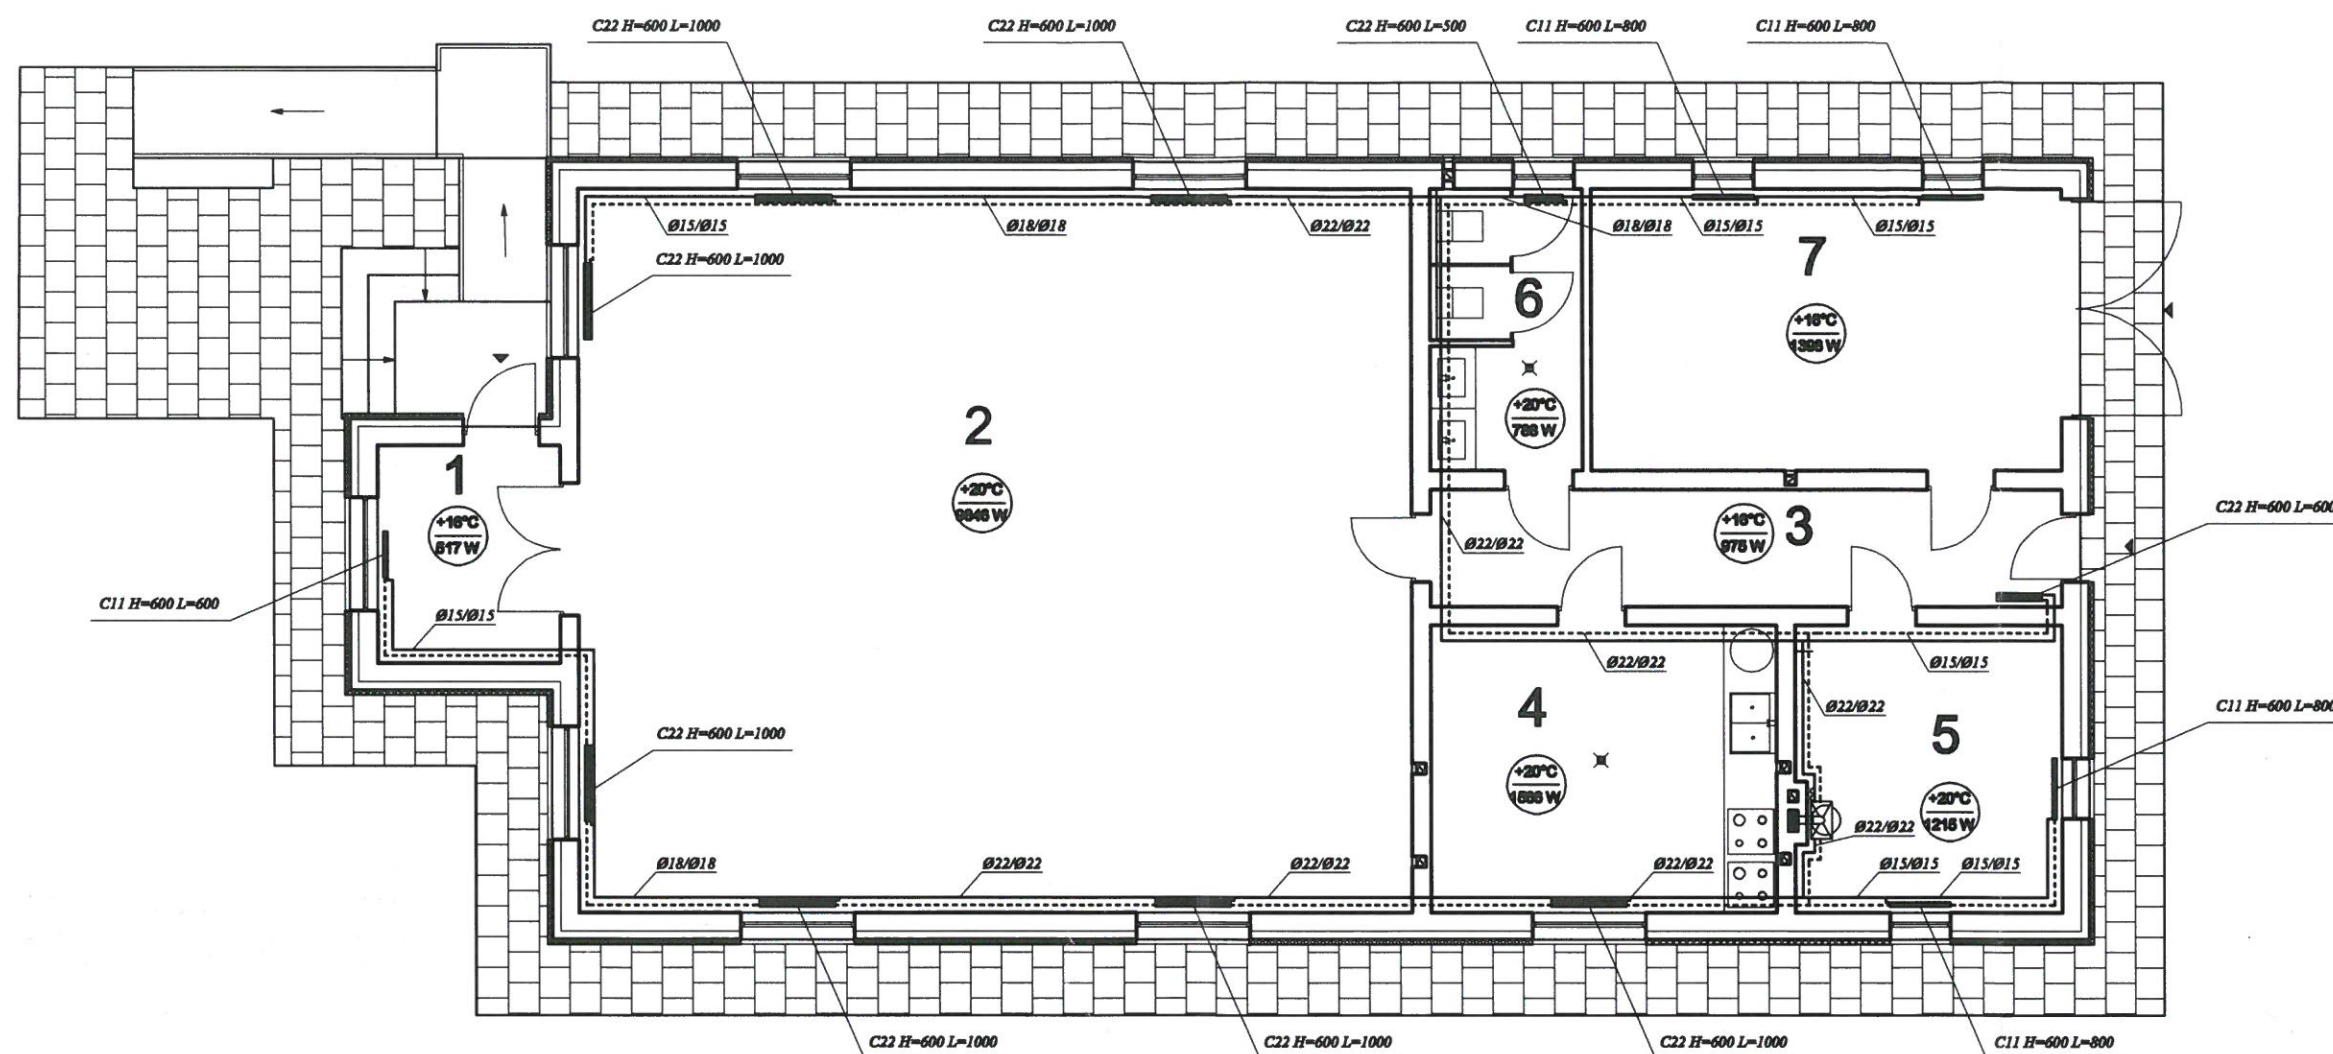 C22 H=600 L=1000
C22 H=600 L=1000
C22 H=600 L=500
C11 H=600 L=800
C11 H=600 L=800
Ø15/Ø15
Ø18/Ø18
Ø22/Ø22
Ø18/Ø18
Ø15/Ø15
Ø15/Ø15
C22 H=600 L=1000
7
6
+16°C
2
+20°C
1
+20°C
+16°C
517 W
3
+16°C
975 W
C22 H=600 L=600
Ø22/Ø22
C11 H=600 L=600
Ø15/Ø15
Ø22/Ø22
Ø15/Ø15
4
Ø22/Ø22
C11 H=600 L=800
5
C22 H=600 L=1000
+20°C
+20°C
1215 W
Ø22/Ø22
Ø18/Ø18
Ø22/Ø22
Ø22/Ø22
Ø22/Ø22
Ø15/Ø15
Ø15/Ø15
C22 H=600 L=1000
C22 H=600 L=1000
C22 H=600 L=1000
C11 H=600 L=800